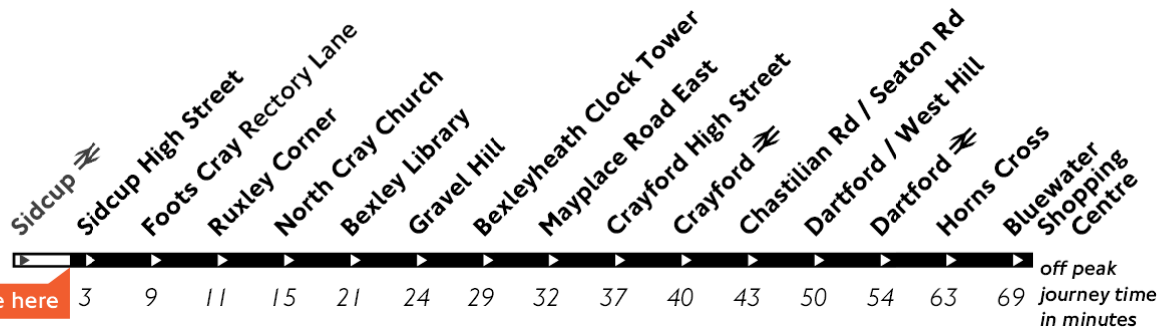 Sidcup
Sidcup High Street
Foots Cray Rectory Lane
Ruxley Corner
North Cray Church
Bexley Library
Gravel Hill
Bexleyheath Clock Tower
Mayplace Road East
Crayford High Street
Crayford
Chastilian Rd / Seaton Rd
Dartford / West Hill
Dartford
Horns Cross
Bluewater
Shopping
Centre
here 3 9 11 15 21 24 29 32 37 40 43 50 54 63 69
off peak
journey time
in minutes